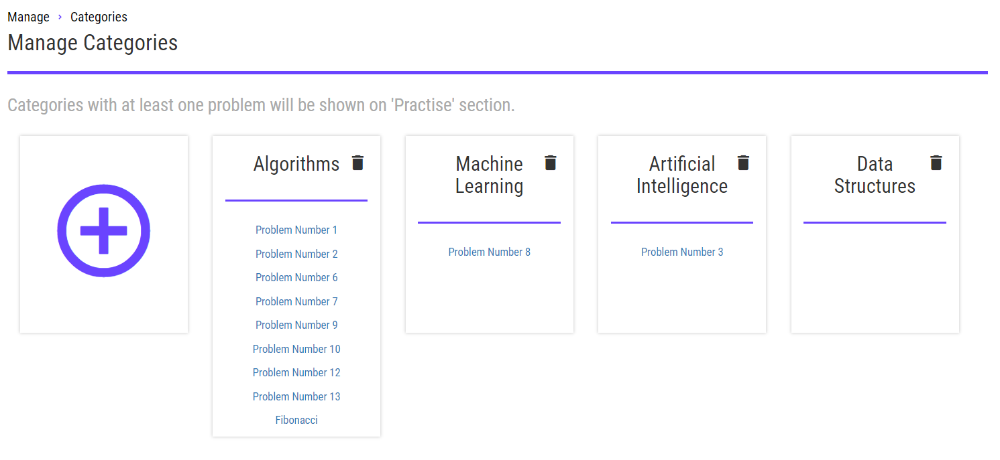 Manage › Categories
Manage Categories
Categories with at least one problem will be shown on 'Practise' section.
Algorithms
Problem Number 1
Problem Number 2
Problem Number 6
Problem Number 7
Problem Number 9
Problem Number 10
Problem Number 12
Problem Number 13
Fibonacci
Machine
Learning
Problem Number 8
Artificial
Intelligence
Problem Number 3
Data
Structures